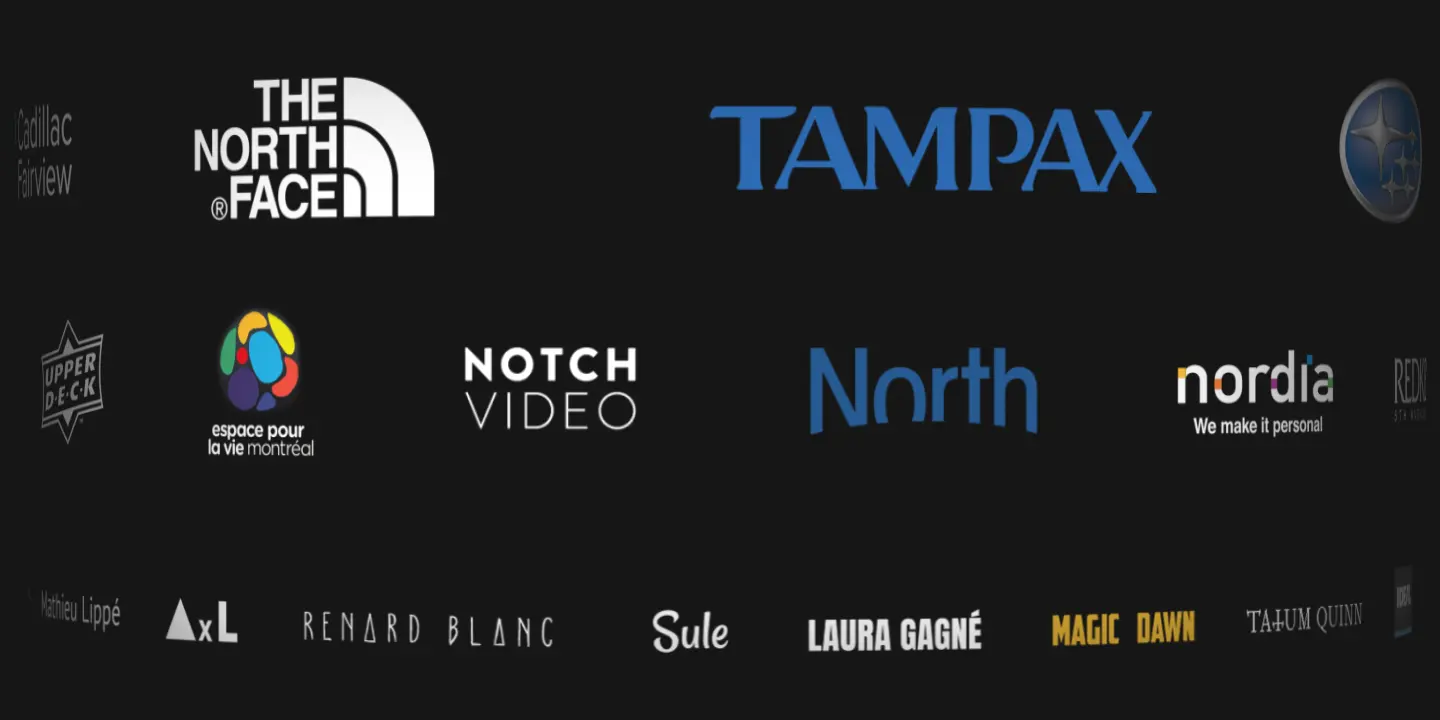 Cadillac
Fairview
THE
NORTH
®FACE
TAMPAX
UPPER
D·E·C·K
espace pour
la vie montréal
NOTCH
VIDEO
North
nordia
We make it personal
Mathieu Lippé
AxL
RENARD BLANC
Sule
LAURA GAGNÉ
MAGIC DAWN
TATUM QUINN